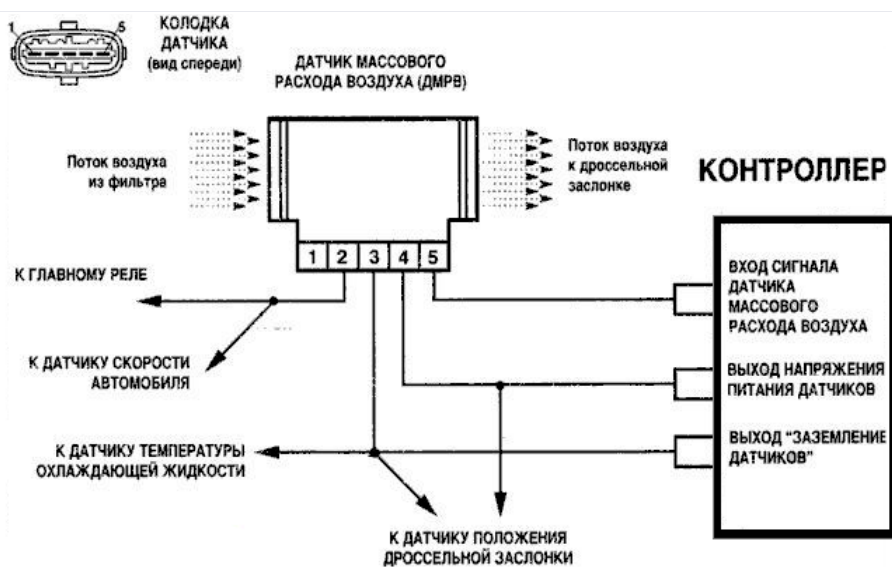 1
5
КОЛОДКА
ДАТЧИКА
(вид спереди)
ДАТЧИК МАССОВОГО
РАСХОДА ВОЗДУХА (ДМРВ)
Поток воздуха
из фильтра
Поток воздуха
к дроссельной
заслонке
КОНТРОЛЛЕР
1 2 3 4 5
К ГЛАВНОМУ РЕЛЕ
ВХОД СИГНАЛА
ДАТЧИКА
МАССОВОГО
РАСХОДА ВОЗДУХА
К ДАТЧИКУ СКОРОСТИ
АВТОМОБИЛЯ
ВЫХОД НАПРЯЖЕНИЯ
ПИТАНИЯ ДАТЧИКОВ
К ДАТЧИКУ ТЕМПЕРАТУРЫ
ОХЛАЖДАЮЩЕЙ ЖИДКОСТИ
ВЫХОД "ЗАЗЕМЛЕНИЕ
ДАТЧИКОВ"
К ДАТЧИКУ ПОЛОЖЕНИЯ
ДРОССЕЛЬНОЙ ЗАСЛОНКИ